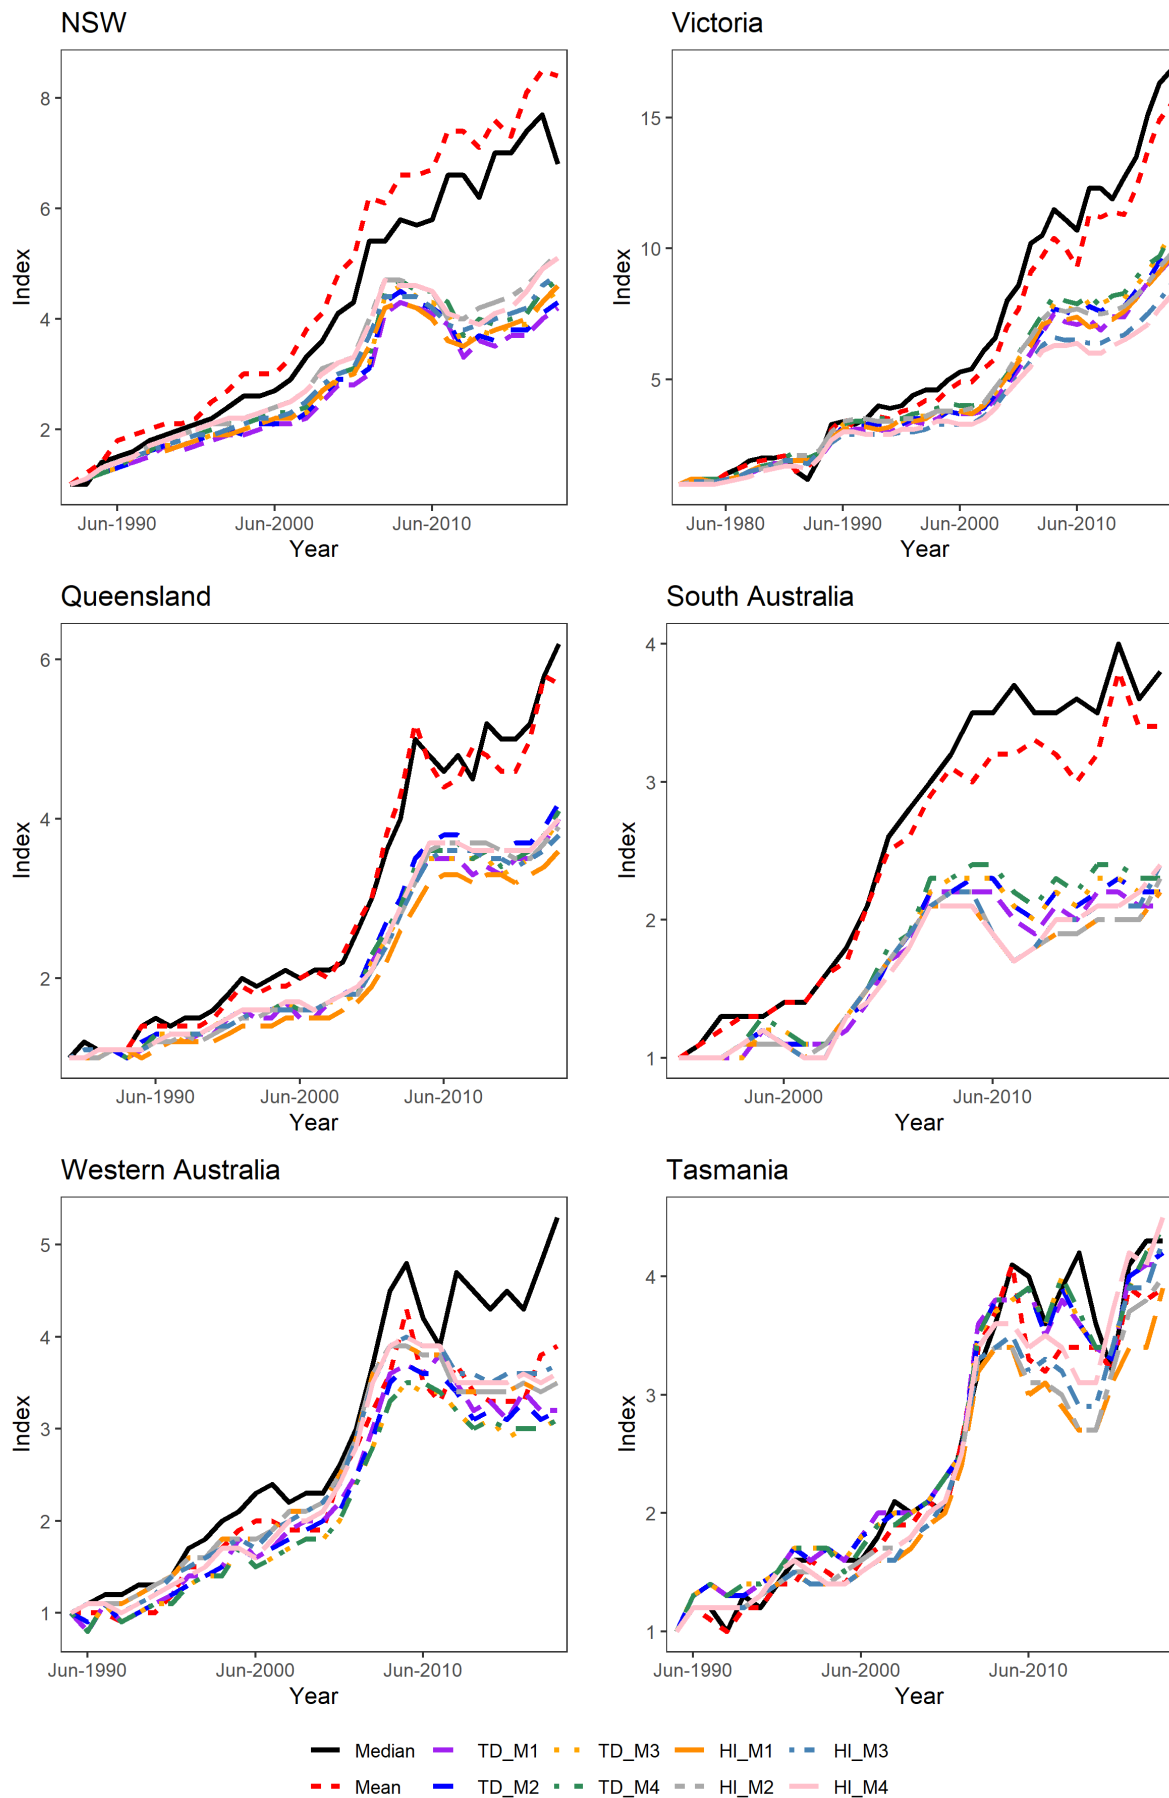 NSW
Victoria
Index
8
6
4
2
Jun-1990
Jun-2000
Jun-2010
Year
Index
15
10
5
Jun-1980
Jun-1990
Jun-2000
Jun-2010
Year
Queensland
South Australia
Index
6
4
2
Jun-1990
Jun-2000
Jun-2010
Year
Index
4
3
2
1
Jun-2000
Jun-2010
Year
Western Australia
Tasmania
Index
5
4
3
2
1
Jun-1990
Jun-2000
Jun-2010
Year
Index
4
3
2
1
Jun-1990
Jun-2000
Jun-2010
Year
Median TD_M1 TD_M3 HI_M1 HI_M3
Mean TD_M2 TD_M4 HI_M2 HI_M4